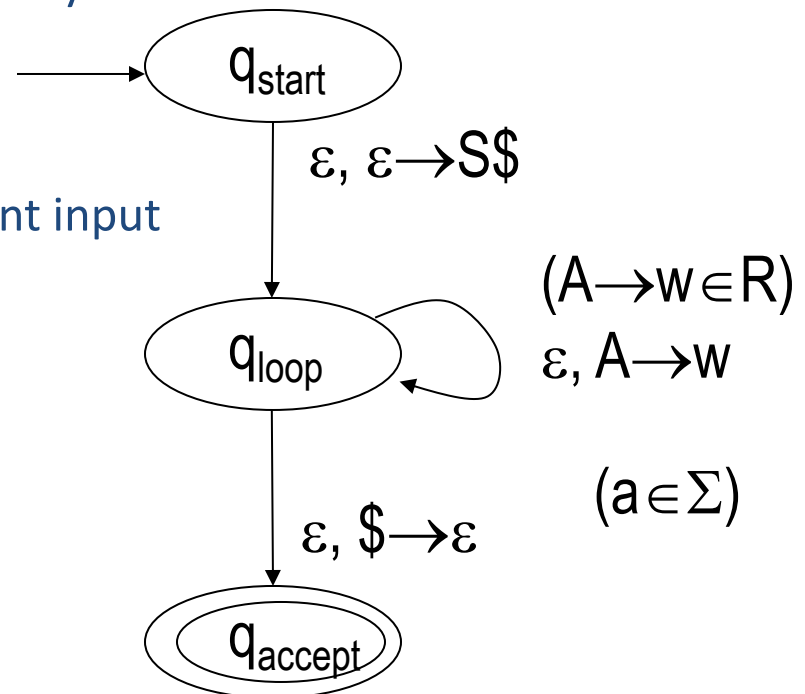 q_start
ε, ε→S$
nt input
(A→w∈R)
q_loop
ε, A→w
(a∈Σ)
ε, $→ε
q_accept